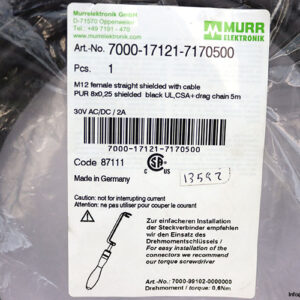 Murrelektronik GmbH
D-71570 Oppenweiler
Tel. +49 7191 - 470
www.murrelektronik.com
MURR
ELEKTRONIK
Art.-No. 7000-17121-7170500
Pcs. 1
M12 female straight shielded with cable
PUR 8x0,25 shielded black UL,CSA+drag chain 5m
30V AC/DC / 2A
7000-17121-7170500
Code 87111
Made in Germany
13592
Caution: not for interrupting current
Attention: ne pas utiliser pour couper le courant
Zur einfacheren Installation
der Steckverbinder empfehlen
wir den Einsatz des
Drehmomentschlüssels /
For easy installation of the
connectors we recommend
our torque screwdriver
Art.-No.: 7000-99102-0000000
Drehmoment / torque: 0,6Nm